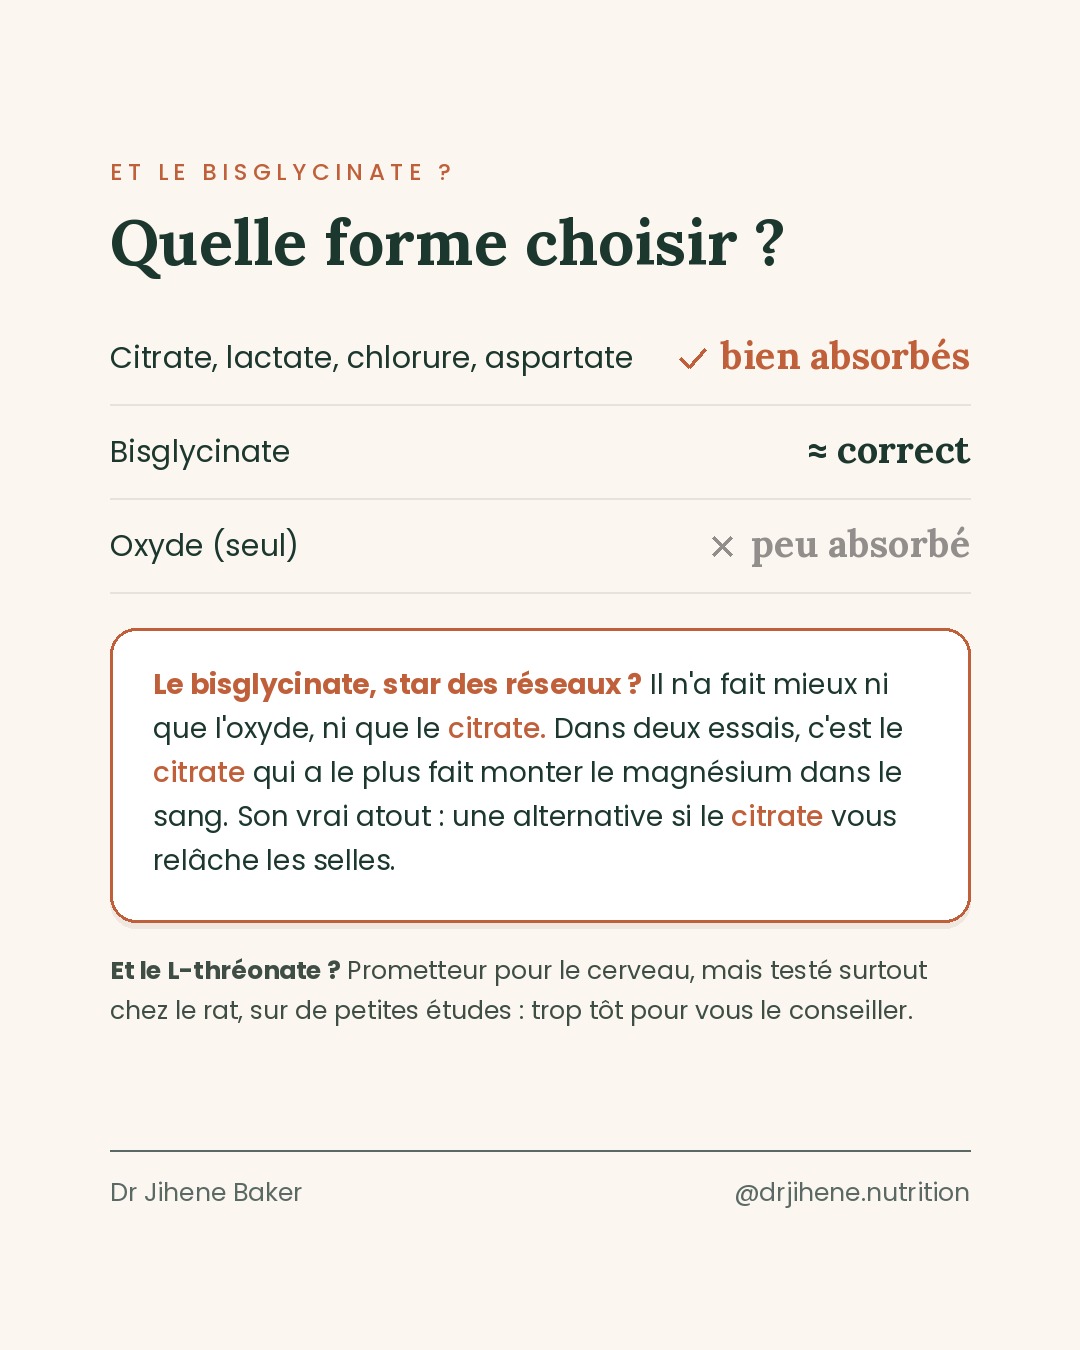 ET LE BISGLYCINATE ?
Quelle forme choisir ?
Citrate, lactate, chlorure, aspartate ✓ bien absorbés
Bisglycinate ≈ correct
Oxyde (seul) × peu absorbé
Le bisglycinate, star des réseaux ? Il n'a fait mieux ni
que l'oxyde, ni que le citrate. Dans deux essais, c'est le
citrate qui a le plus fait monter le magnésium dans le
sang. Son vrai atout : une alternative si le citrate vous
relâche les selles.
Et le L-thréonate ? Prometteur pour le cerveau, mais testé surtout
chez le rat, sur de petites études : trop tôt pour vous le conseiller.
Dr Jihene Baker @drjihene.nutrition